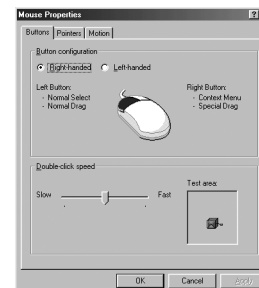 Mouse Properties
?
Buttons Pointers Motion
Button configuration
Right-handed Left-handed
Left Button:
- Normal Select
- Normal Drag
Right Button:
- Context Menu
- Special Drag
Double-click speed
Slow Fast
Test area:
OK Cancel Apply